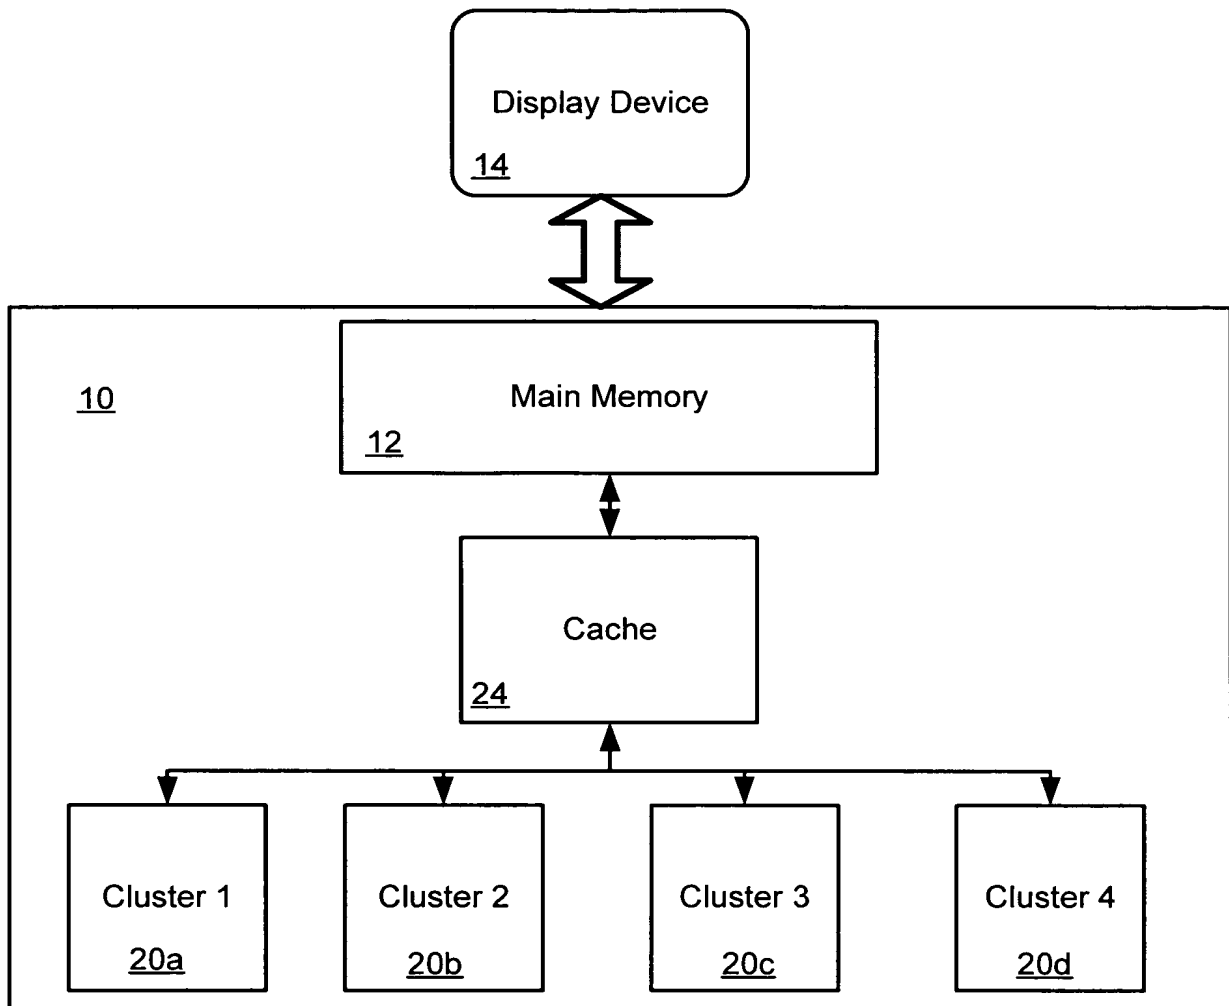 Display Device
14
10
Main Memory
12
Cache
24
Cluster 1
20a
Cluster 2
20b
Cluster 3
20c
Cluster 4
20d